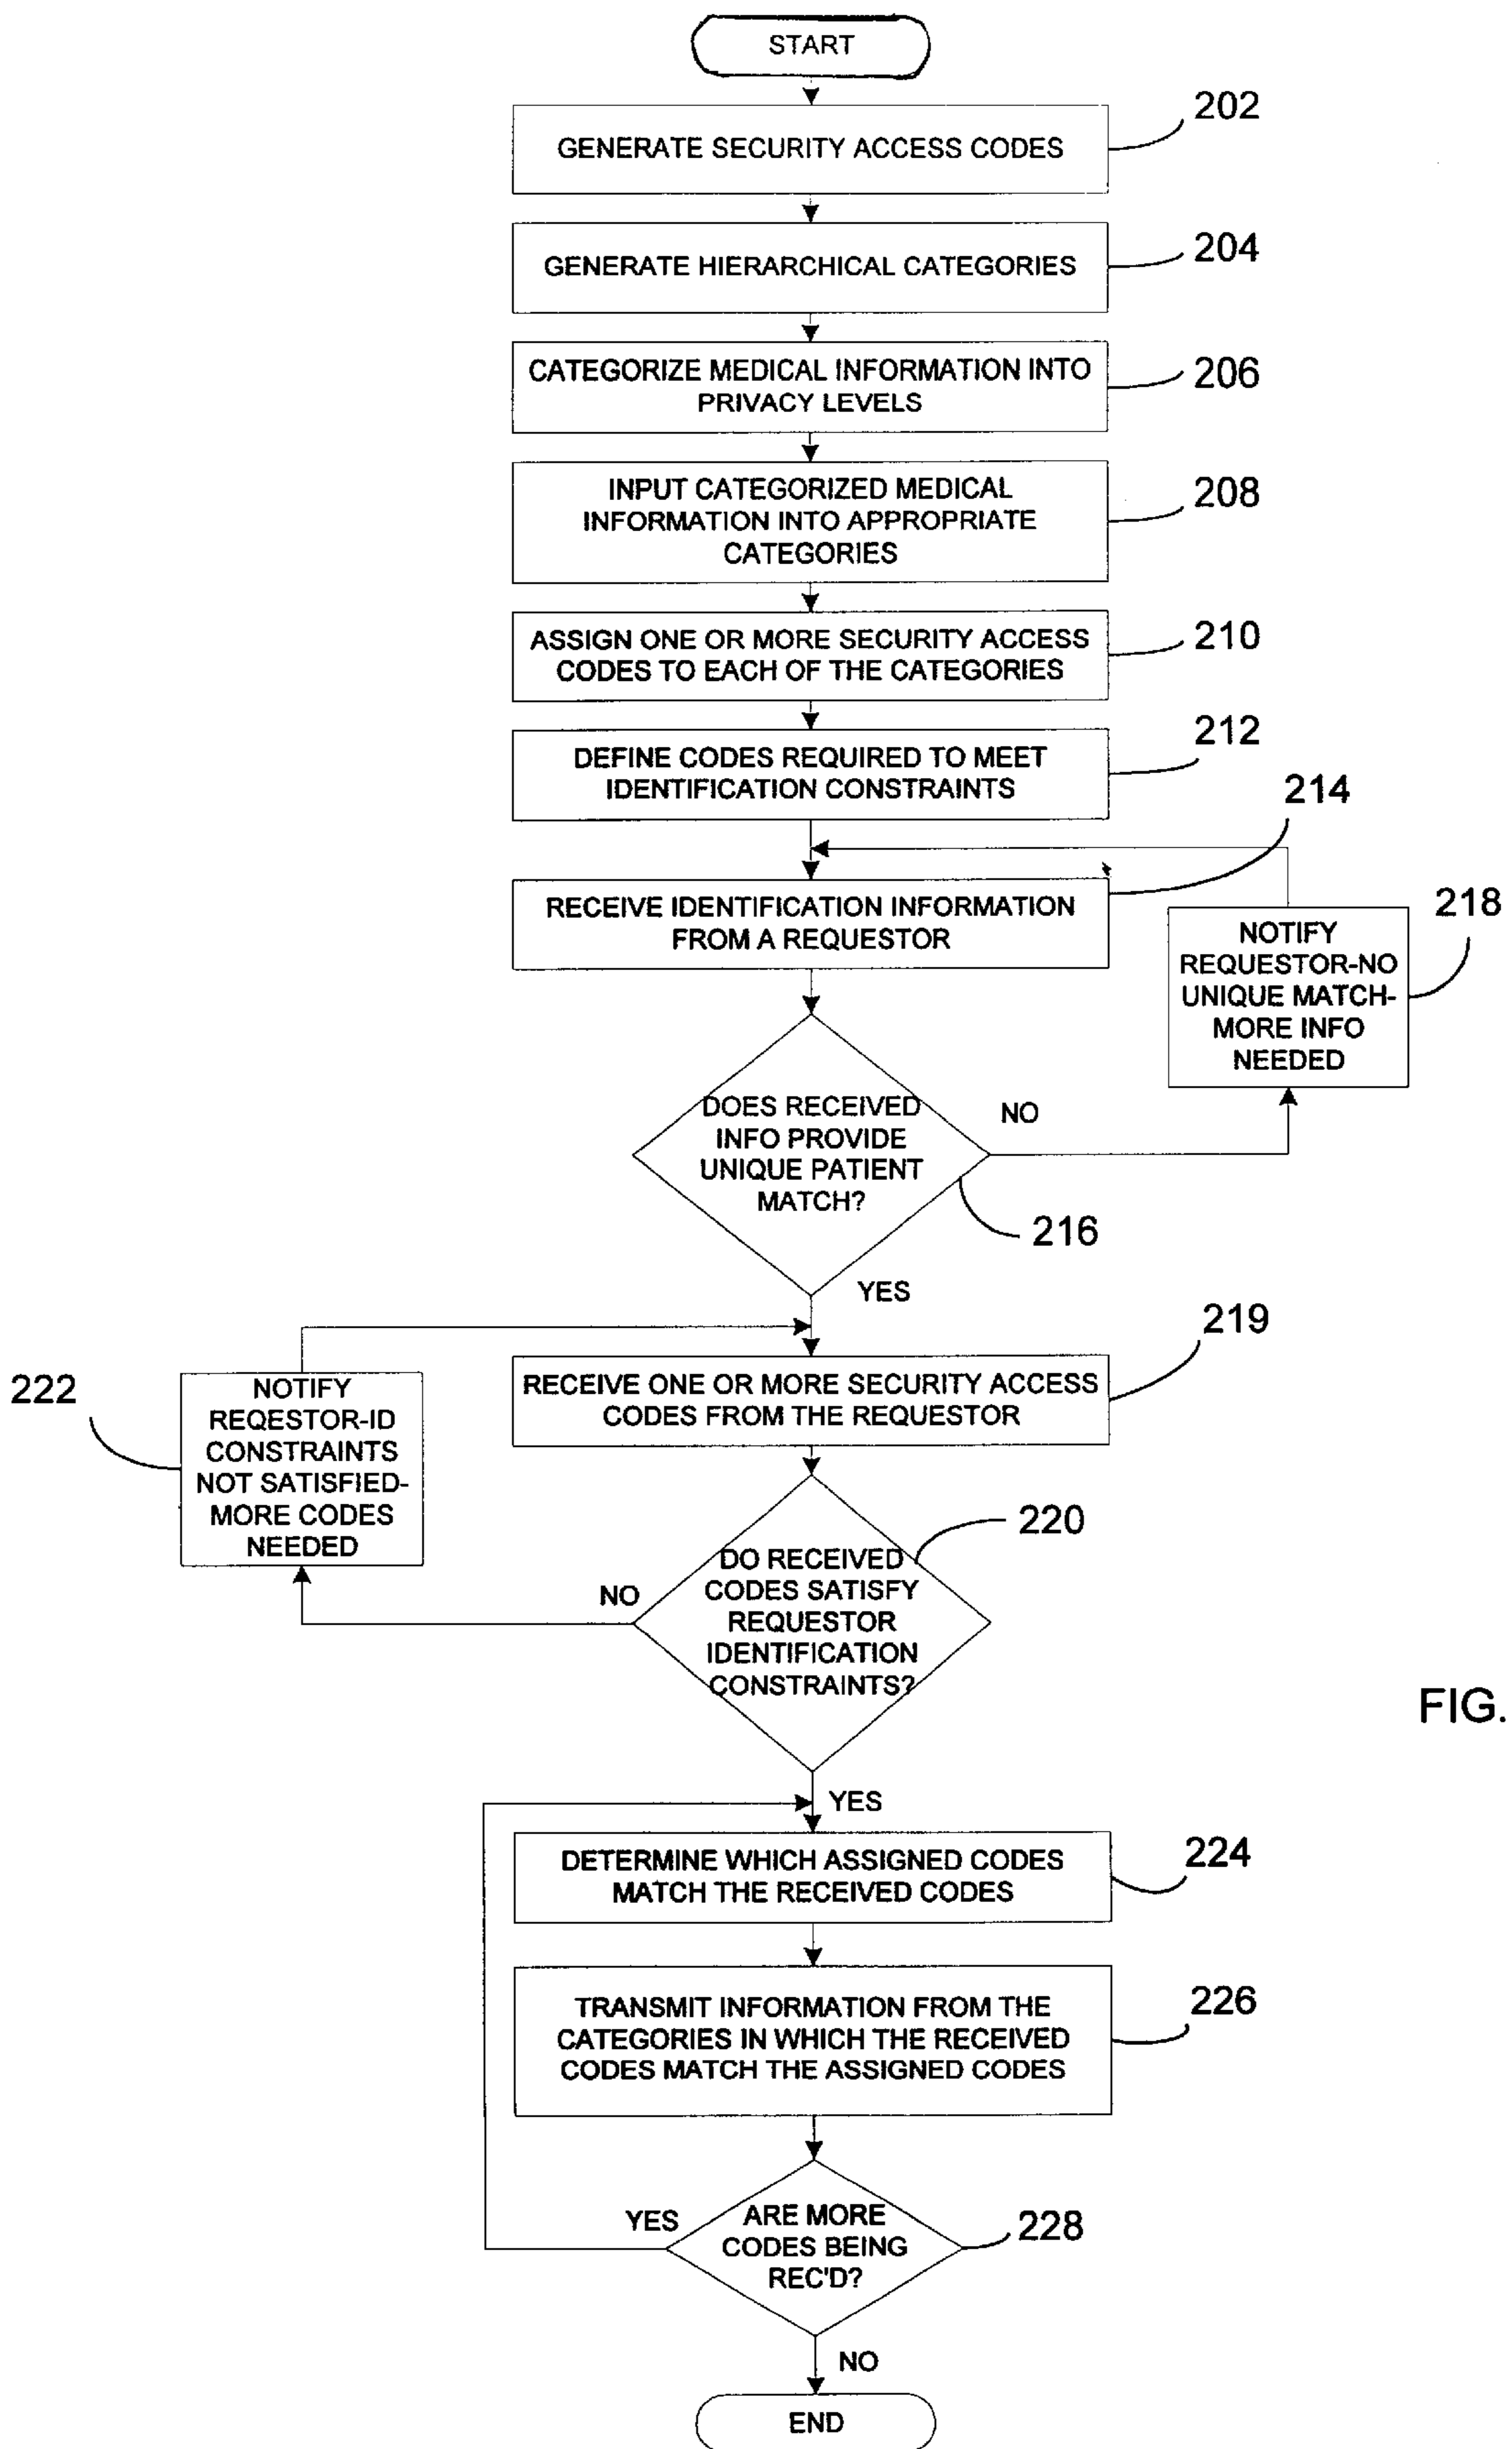 START
GENERATE SECURITY ACCESS CODES
202
GENERATE HIERARCHICAL CATEGORIES
204
CATEGORIZE MEDICAL INFORMATION INTO
PRIVACY LEVELS
206
INPUT CATEGORIZED MEDICAL
INFORMATION INTO APPROPRIATE
CATEGORIES
208
ASSIGN ONE OR MORE SECURITY ACCESS
CODES TO EACH OF THE CATEGORIES
210
DEFINE CODES REQUIRED TO MEET
IDENTIFICATION CONSTRAINTS
212
214
RECEIVE IDENTIFICATION INFORMATION
FROM A REQUESTOR
218
NOTIFY
REQUESTOR-NO
UNIQUE MATCH-
MORE INFO
NEEDED
DOES RECEIVED
INFO PROVIDE
UNIQUE PATIENT
MATCH?
NO
216
YES
219
RECEIVE ONE OR MORE SECURITY ACCESS
CODES FROM THE REQUESTOR
222
NOTIFY
REQESTOR-ID
CONSTRAINTS
NOT SATISFIED-
MORE CODES
NEEDED
220
DO RECEIVED
CODES SATISFY
REQUESTOR
IDENTIFICATION
CONSTRAINTS?
NO
FIG.
YES
DETERMINE WHICH ASSIGNED CODES
MATCH THE RECEIVED CODES
224
TRANSMIT INFORMATION FROM THE
CATEGORIES IN WHICH THE RECEIVED
CODES MATCH THE ASSIGNED CODES
226
YES
ARE MORE
CODES BEING
REC'D?
228
NO
END